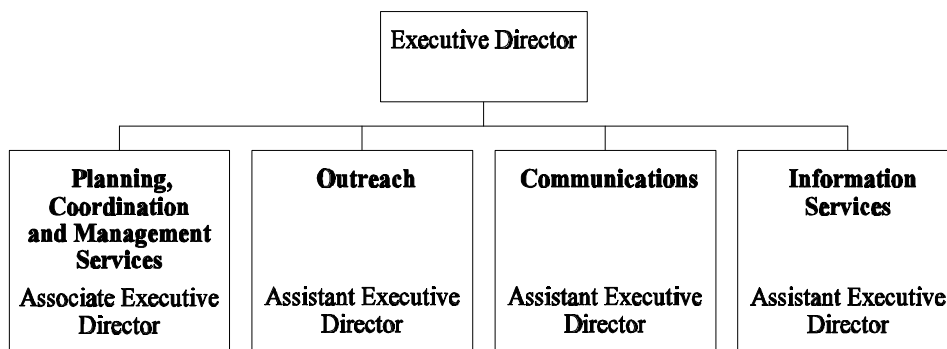 Executive Director
Planning,
Coordination
and Management
Services
Associate Executive
Director
Outreach
Assistant Executive
Director
Communications
Assistant Executive
Director
Information
Services
Assistant Executive
Director